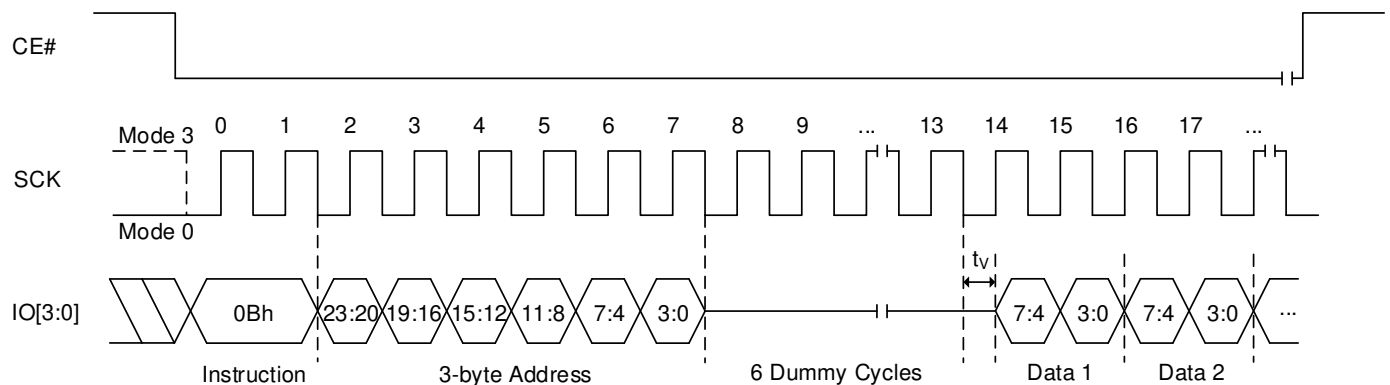 CE#
0 1 2 3 4 5 6 7 8 9 ... 13 14 15 16 17 ...
Mode 3
SCK
Mode 0
tV
IO[3:0] 0Bh 23:20 19:16 15:12 11:8 7:4 3:0 7:4 3:0 7:4 3:0 ...
Instruction 3-byte Address 6 Dummy Cycles Data 1 Data 2